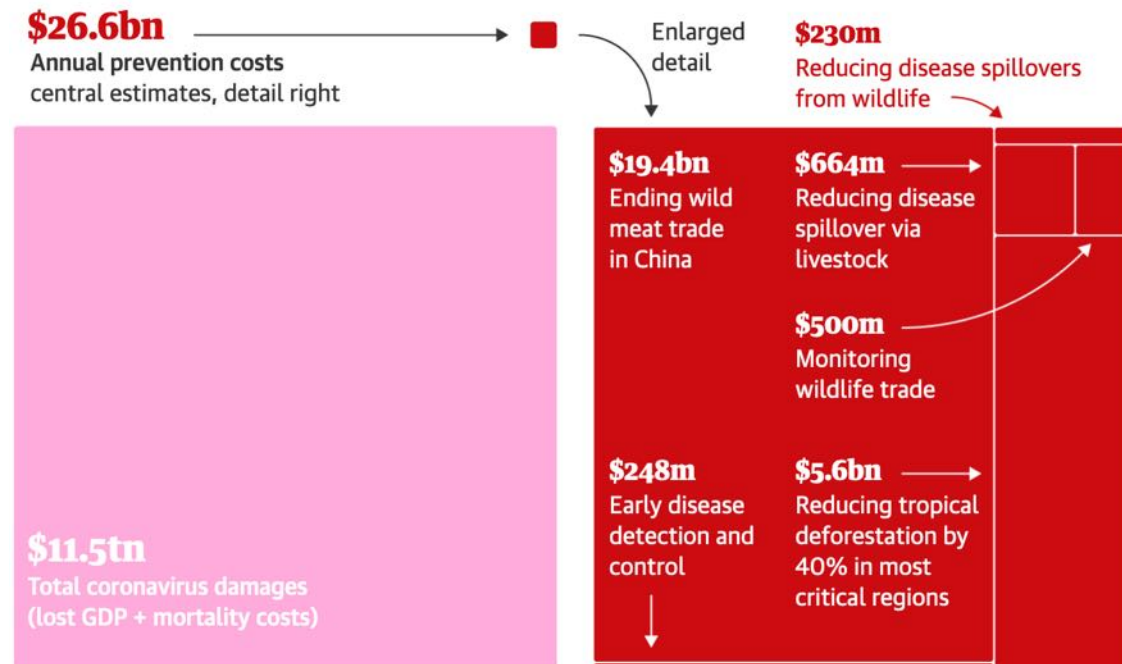 $26.6bn
Annual prevention costs
central estimates, detail right
Enlarged
detail
$230m
Reducing disease spillovers
from wildlife
$11.5tn
Total coronavirus damages
(lost GDP + mortality costs)
$19.4bn
Ending wild
meat trade
in China
$664m
Reducing disease
spillover via
livestock
$500m
Monitoring
wildlife trade
$248m
Early disease
detection and
control
$5.6bn
Reducing tropical
deforestation by
40% in most
critical regions